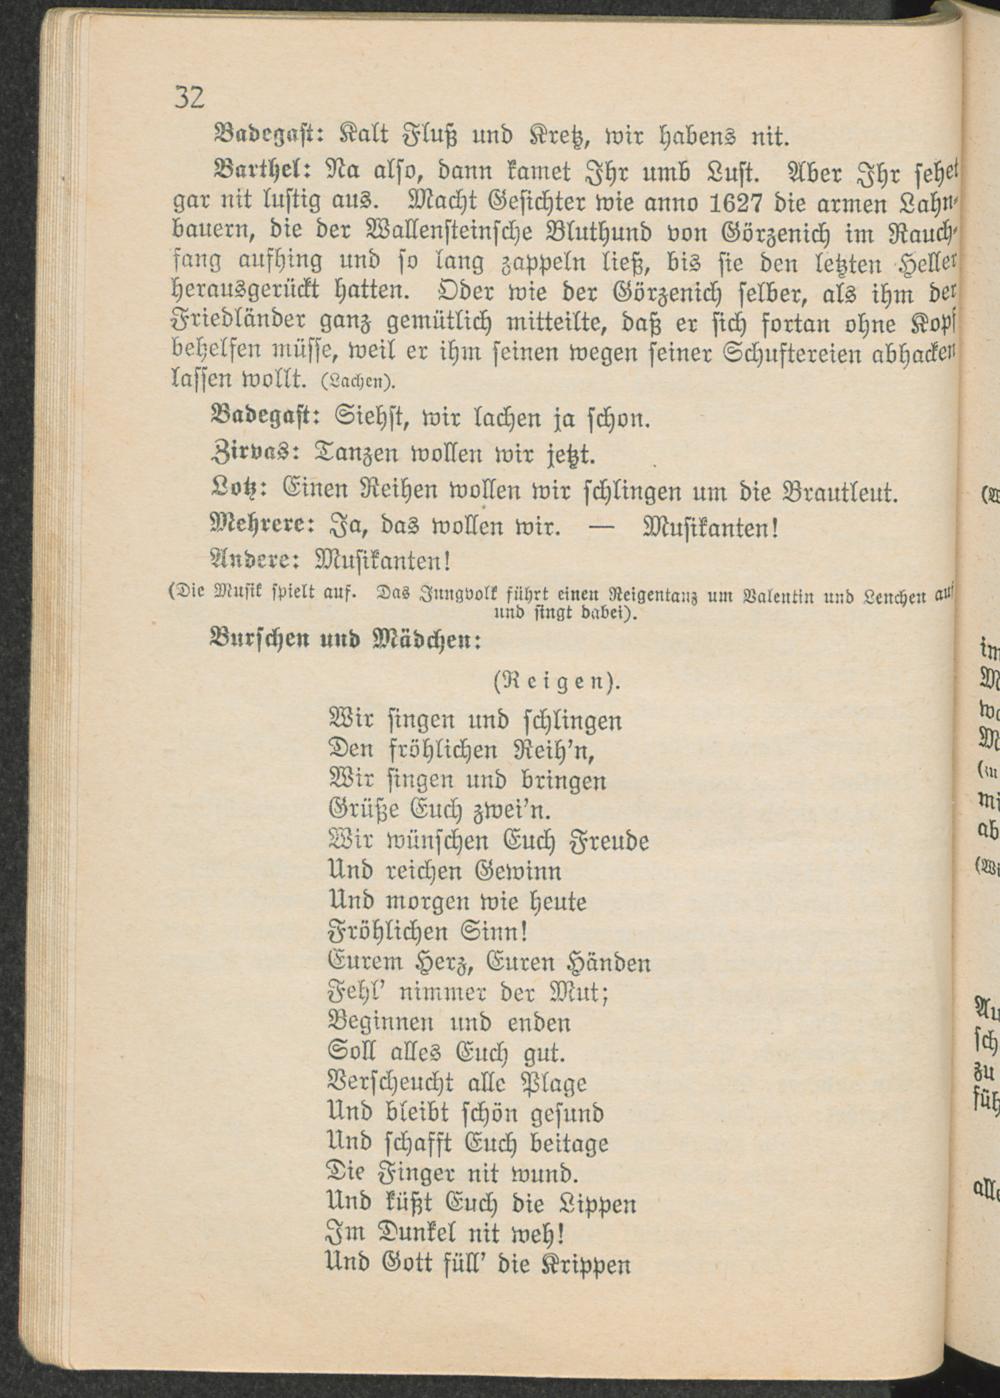 32
Badegast: Kalt Fluß und Kretz, wir habens nit.
Barthel: Na also, dann kamet Ihr umb Lust. Aber Ihr sehet
gar nit lustig aus. Macht Gesichter wie anno 1627 die armen Lahn-
bauern, die der Wallensteinsche Bluthund von Görzenich im Rauch-
fang aufhing und so lang zappeln ließ, bis sie den letzten Heller
herausgerückt hatten. Oder wie der Görzenich selber, als ihm der
Friedländer ganz gemütlich mitteilte, daß er sich fortan ohne Kopf
behelfen müsse, weil er ihm seinen wegen seiner Schuftereien abhacken
lassen wollt. (Lachen).
Badegast: Siehst, wir lachen ja schon.
Zirvas: Tanzen wollen wir jetzt.
Lotz: Einen Reihen wollen wir schlingen um die Brautleut.
Mehrere: Ja, das wollen wir. — Musikanten!
Andere: Musikanten!
(Die Musik spielt auf. Das Jungvolk führt einen Reigentanz um Valentin und Lenchen auf
und singt dabei).
Burschen und Mädchen:
(Reigen).
Wir singen und schlingen
Den fröhlichen Reih'n,
Wir singen und bringen
Grüße Euch zwei'n.
Wir wünschen Euch Freude
Und reichen Gewinn
Und morgen wie heute
Fröhlichen Sinn!
Eurem Herz, Euren Händen
Fehl' nimmer der Mut;
Beginnen und enden
Soll alles Euch gut.
Verscheucht alle Plage
Und bleibt schön gesund
Und schafft Euch beitage
Die Finger nit wund.
Und küßt Euch die Lippen
Im Dunkel nit weh!
Und Gott füll' die Krippen